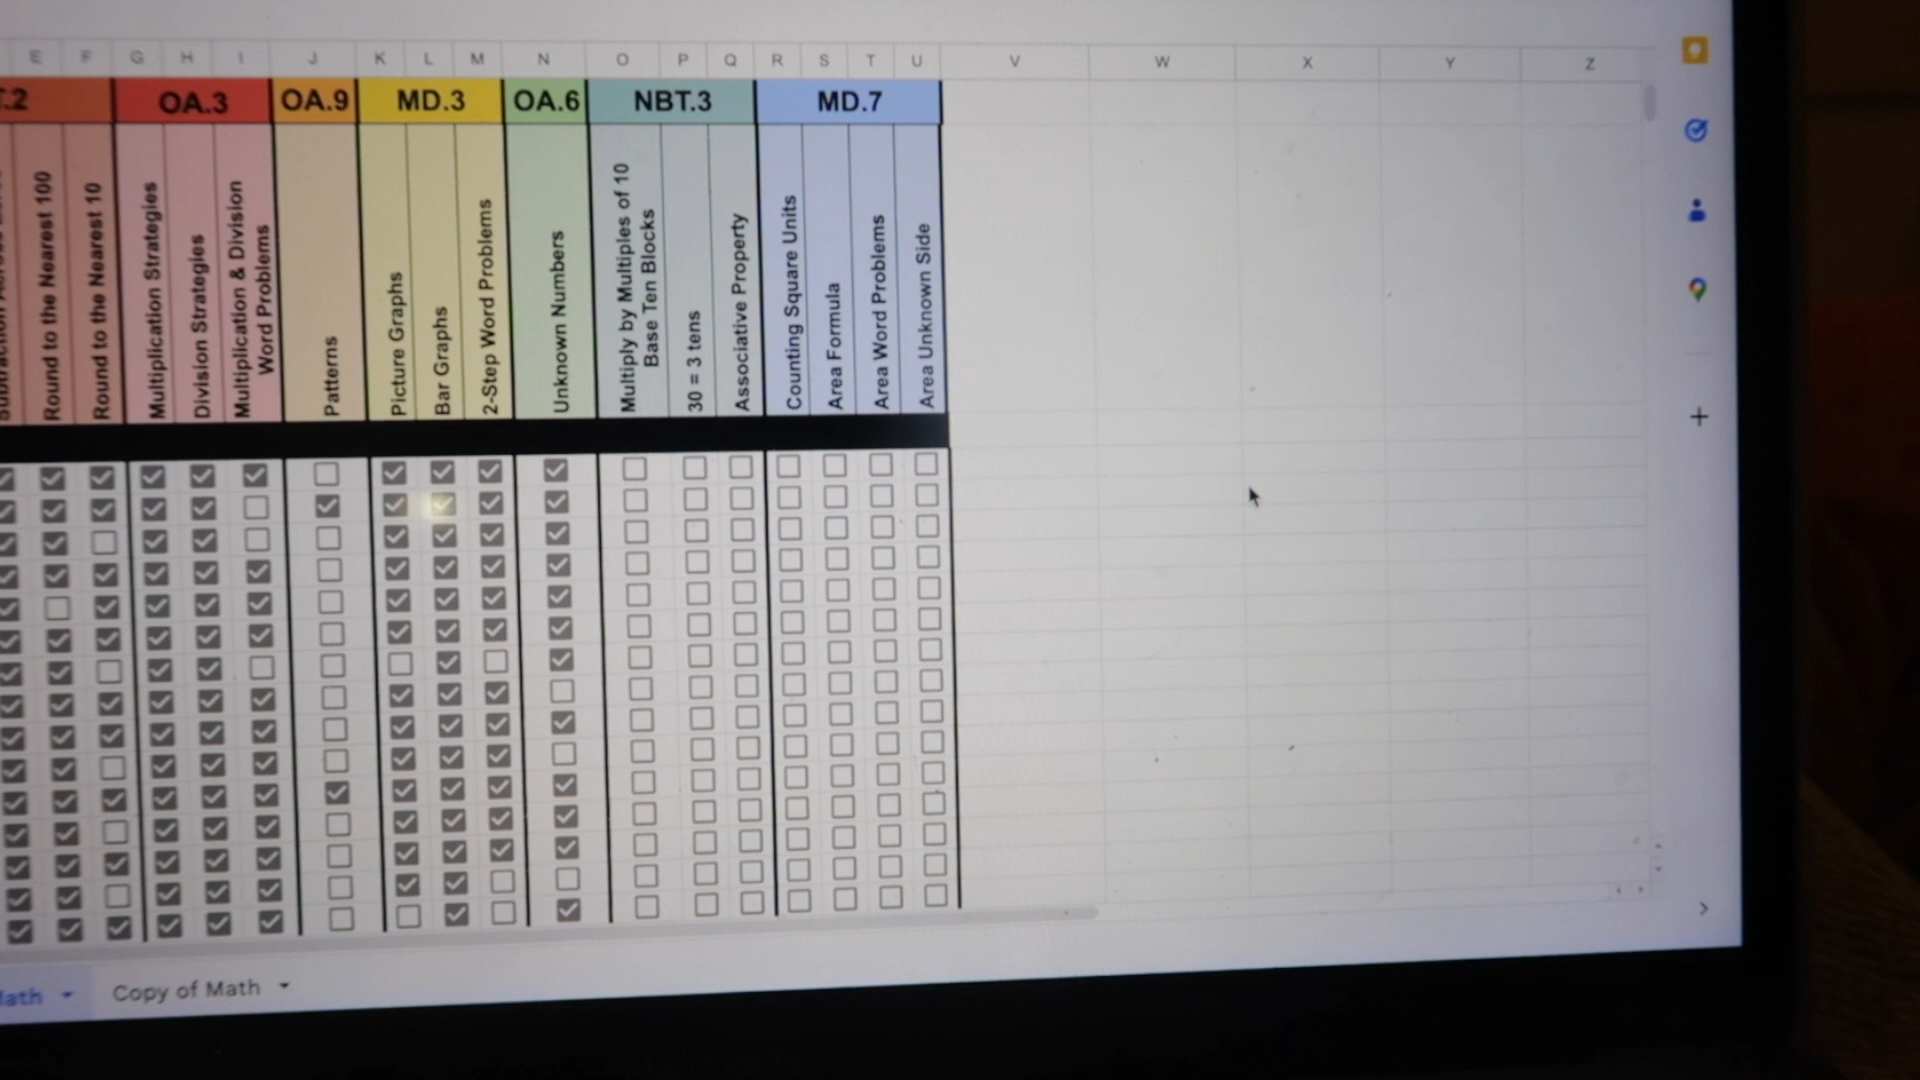 E F G H I J K L M N O P Q R S T U V W X Y Z
T.2 OA.3 OA.9 MD.3 OA.6 NBT.3 MD.7
Round to the Nearest 100
Round to the Nearest 10
Multiplication Strategies
Division Strategies
Multiplication & Division
Word Problems
Patterns
Picture Graphs
Bar Graphs
2-Step Word Problems
Unknown Numbers
Multiply by Multiples of 10
Base Ten Blocks
30 = 3 tens
Associative Property
Counting Square Units
Area Formula
Area Word Problems
Area Unknown Side
Math Copy of Math